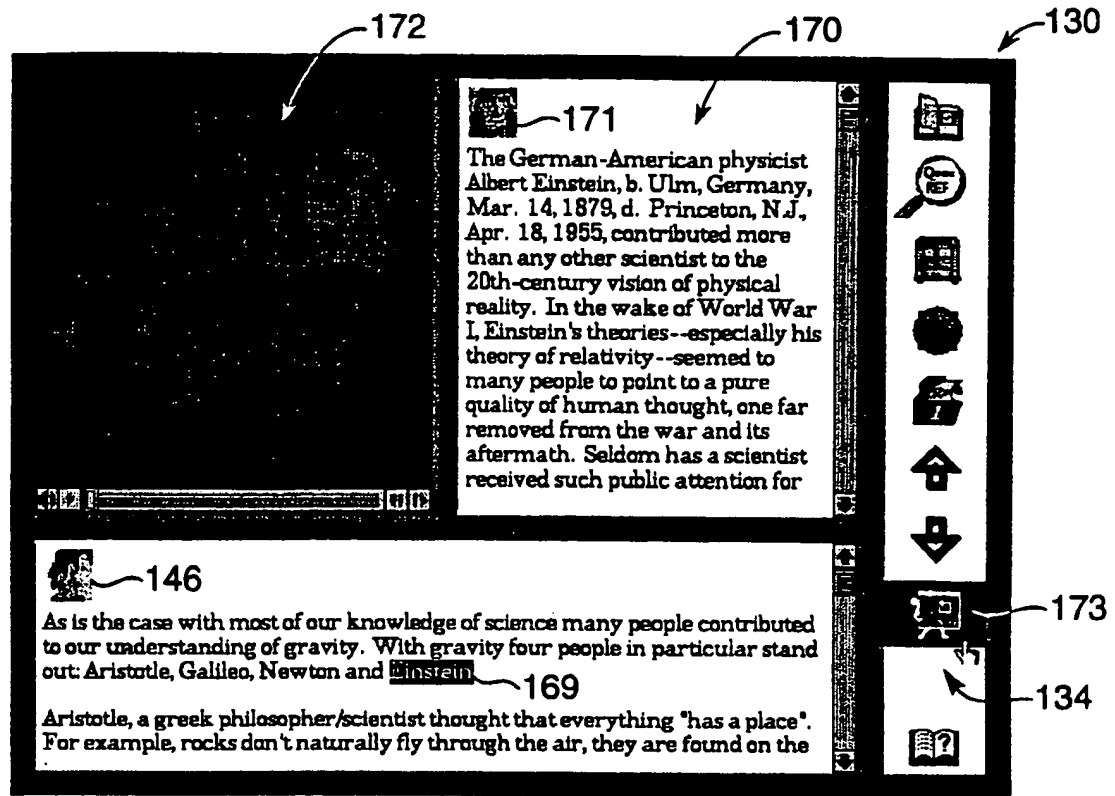 172
170
130
171
The German-American physicist
Albert Einstein, b. Ulm, Germany,
Mar. 14, 1879, d. Princeton, N.J.,
Apr. 18, 1955, contributed more
than any other scientist to the
20th-century vision of physical
reality. In the wake of World War
I, Einstein's theories--especially his
theory of relativity--seemed to
many people to point to a pure
quality of human thought, one far
removed from the war and its
aftermath. Seldom has a scientist
received such public attention for
REF
146
As is the case with most of our knowledge of science many people contributed
to our understanding of gravity. With gravity four people in particular stand
out: Aristotle, Galileo, Newton and Einstein
169
Aristotle, a greek philosopher/scientist thought that everything "has a place".
For example, rocks don't naturally fly through the air, they are found on the
173
134
?